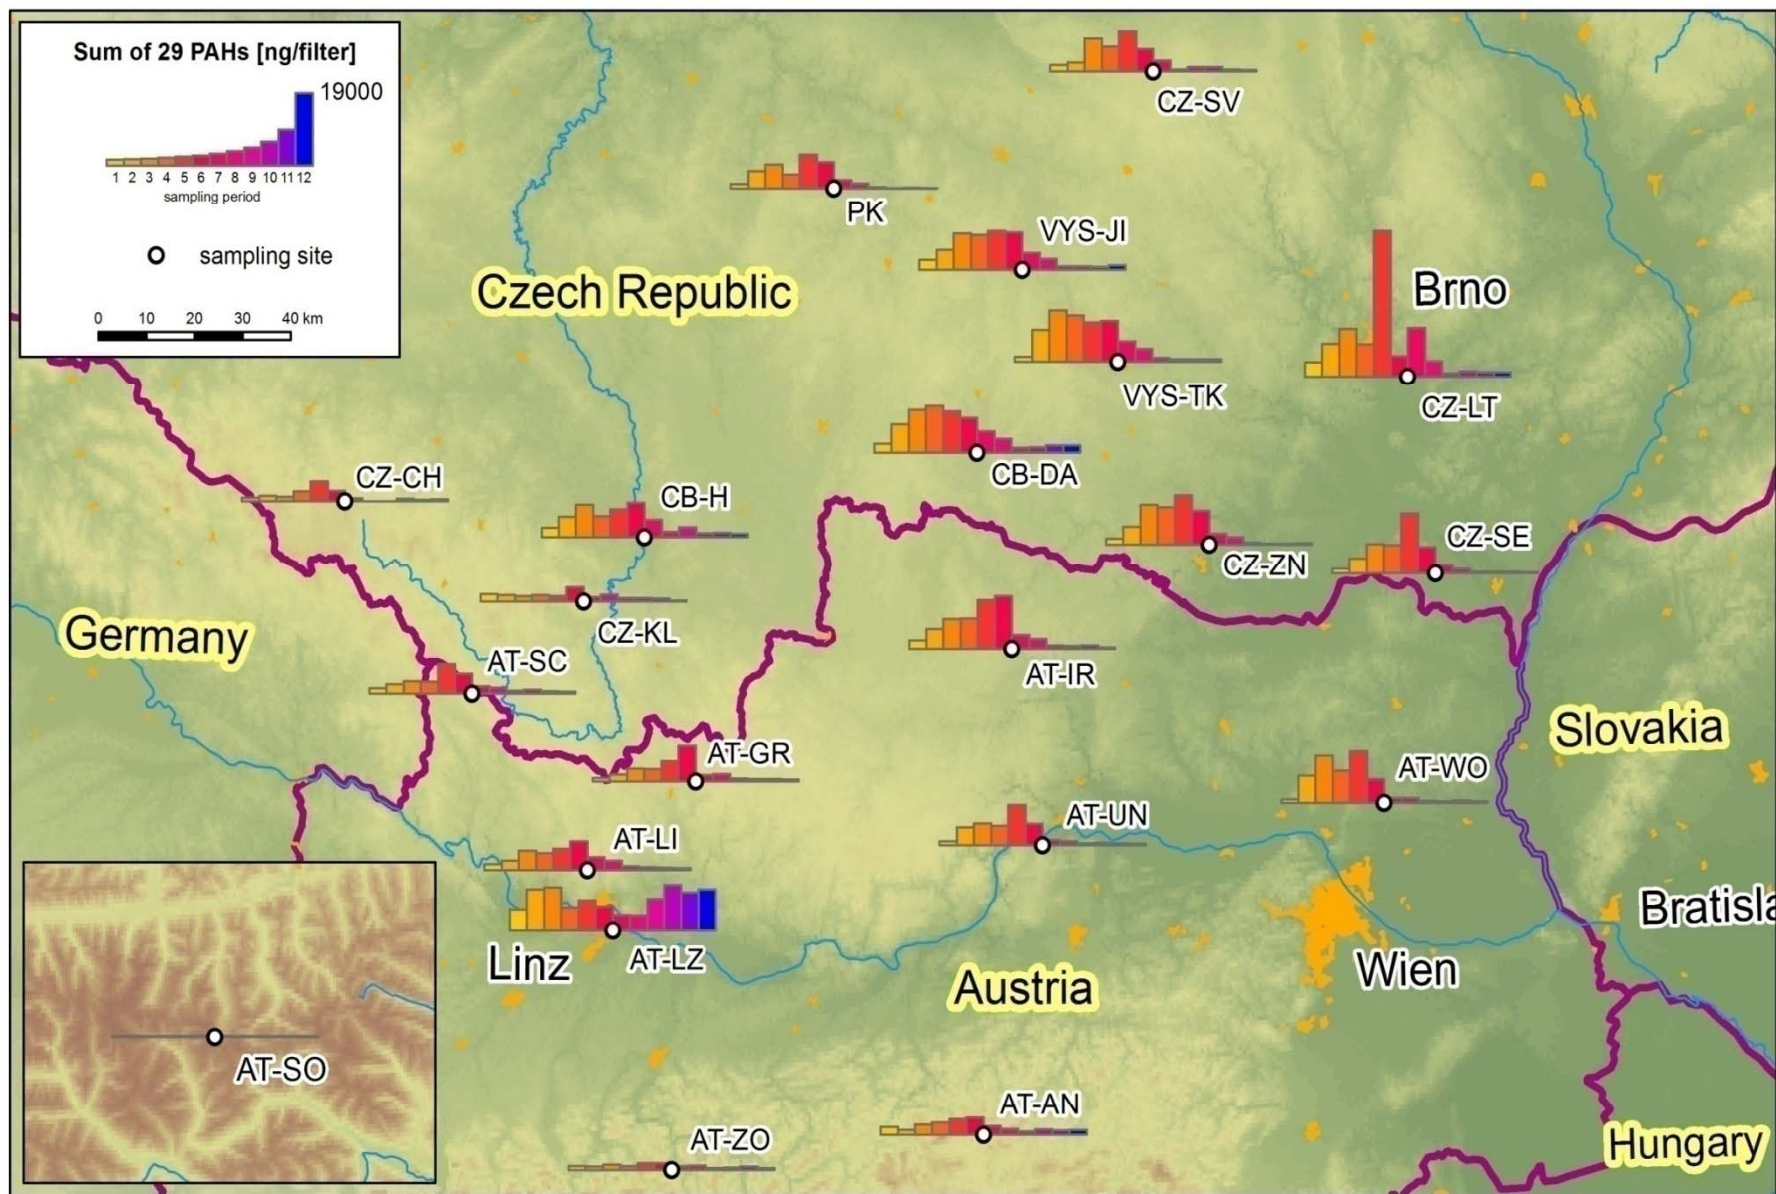 Sum of 29 PAHs [ng/filter]
19000
1 2 3 4 5 6 7 8 9 10 11 12
sampling period
sampling site
0 10 20 30 40 km
CZ-SV
PK
VYS-JI
Czech Republic
Brno
VYS-TK
CZ-LT
CB-DA
CZ-CH
CB-H
CZ-SE
CZ-ZN
CZ-KL
Germany
AT-SC
AT-IR
Slovakia
AT-GR
AT-WO
AT-UN
AT-LI
Bratisla
Linz
AT-LZ
Austria
Wien
AT-SO
AT-AN
AT-ZO
Hungary